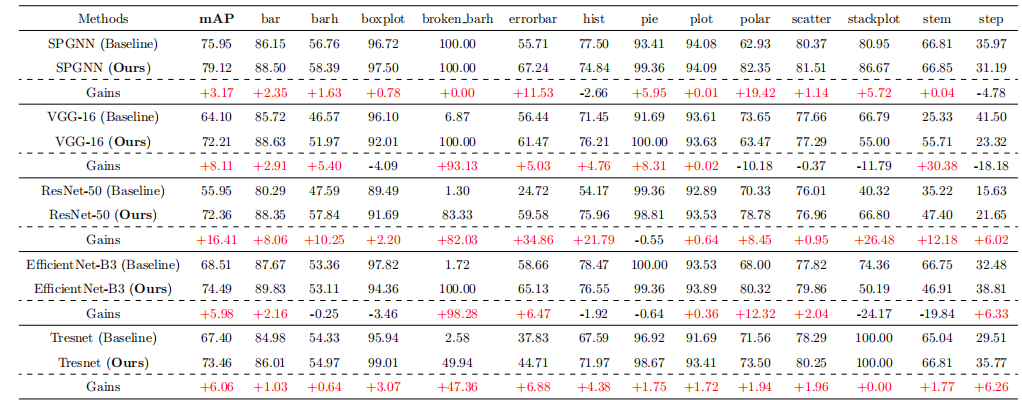 Methods mAP bar barh boxplot broken_barh errorbar hist pie plot polar scatter stackplot stem step
SPGNN (Baseline) 75.95 86.15 56.76 96.72 100.00 55.71 77.50 93.41 94.08 62.93 80.37 80.95 66.81 35.97
SPGNN (Ours) 79.12 88.50 58.39 97.50 100.00 67.24 74.84 99.36 94.09 82.35 81.51 86.67 66.85 31.19
Gains +3.17 +2.35 +1.63 +0.78 +0.00 +11.53 -2.66 +5.95 +0.01 +19.42 +1.14 +5.72 +0.04 -4.78
VGG-16 (Baseline) 64.10 85.72 46.57 96.10 6.87 56.44 71.45 91.69 93.61 73.65 77.66 66.79 25.33 41.50
VGG-16 (Ours) 72.21 88.63 51.97 92.01 100.00 61.47 76.21 100.00 93.63 63.47 77.29 55.00 55.71 23.32
Gains +8.11 +2.91 +5.40 -4.09 +93.13 +5.03 +4.76 +8.31 +0.02 -10.18 -0.37 -11.79 +30.38 -18.18
ResNet-50 (Baseline) 55.95 80.29 47.59 89.49 1.30 24.72 54.17 99.36 92.89 70.33 76.01 40.32 35.22 15.63
ResNet-50 (Ours) 72.36 88.35 57.84 91.69 83.33 59.58 75.96 98.81 93.53 78.78 76.96 66.80 47.40 21.65
Gains +16.41 +8.06 +10.25 +2.20 +82.03 +34.86 +21.79 -0.55 +0.64 +8.45 +0.95 +26.48 +12.18 +6.02
EfficientNet-B3 (Baseline) 68.51 87.67 53.36 97.82 1.72 58.66 78.47 100.00 93.53 68.00 77.82 74.36 66.75 32.48
EfficientNet-B3 (Ours) 74.49 89.83 53.11 94.36 100.00 65.13 76.55 99.36 93.89 80.32 79.86 50.19 46.91 38.81
Gains +5.98 +2.16 -0.25 -3.46 +98.28 +6.47 -1.92 -0.64 +0.36 +12.32 +2.04 -24.17 -19.84 +6.33
Tresnet (Baseline) 67.40 84.98 54.33 95.94 2.58 37.83 67.59 96.92 91.69 71.56 78.29 100.00 65.04 29.51
Tresnet (Ours) 73.46 86.01 54.97 99.01 49.94 44.71 71.97 98.67 93.41 73.50 80.25 100.00 66.81 35.77
Gains +6.06 +1.03 +0.64 +3.07 +47.36 +6.88 +4.38 +1.75 +1.72 +1.94 +1.96 +0.00 +1.77 +6.26